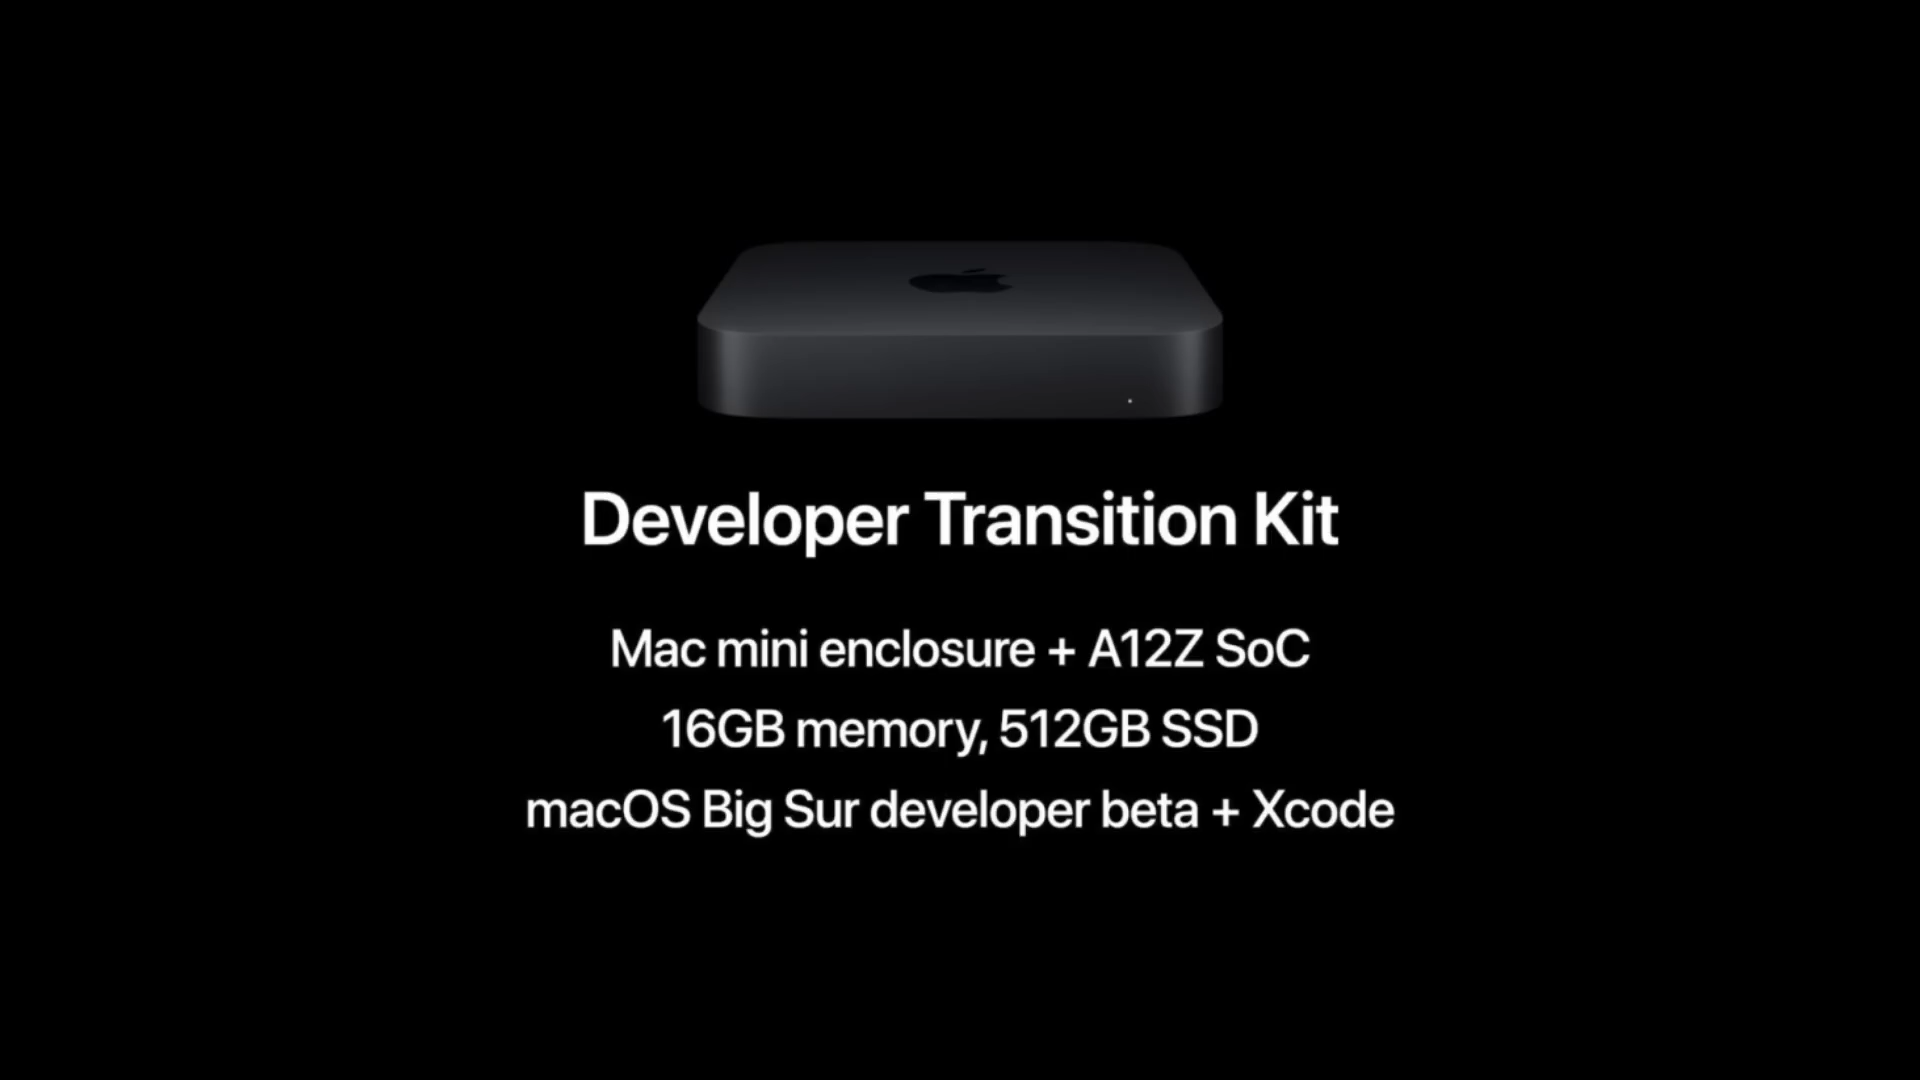 Developer Transition Kit
Mac mini enclosure + A12Z SoC
16GB memory, 512GB SSD
macOS Big Sur developer beta + Xcode